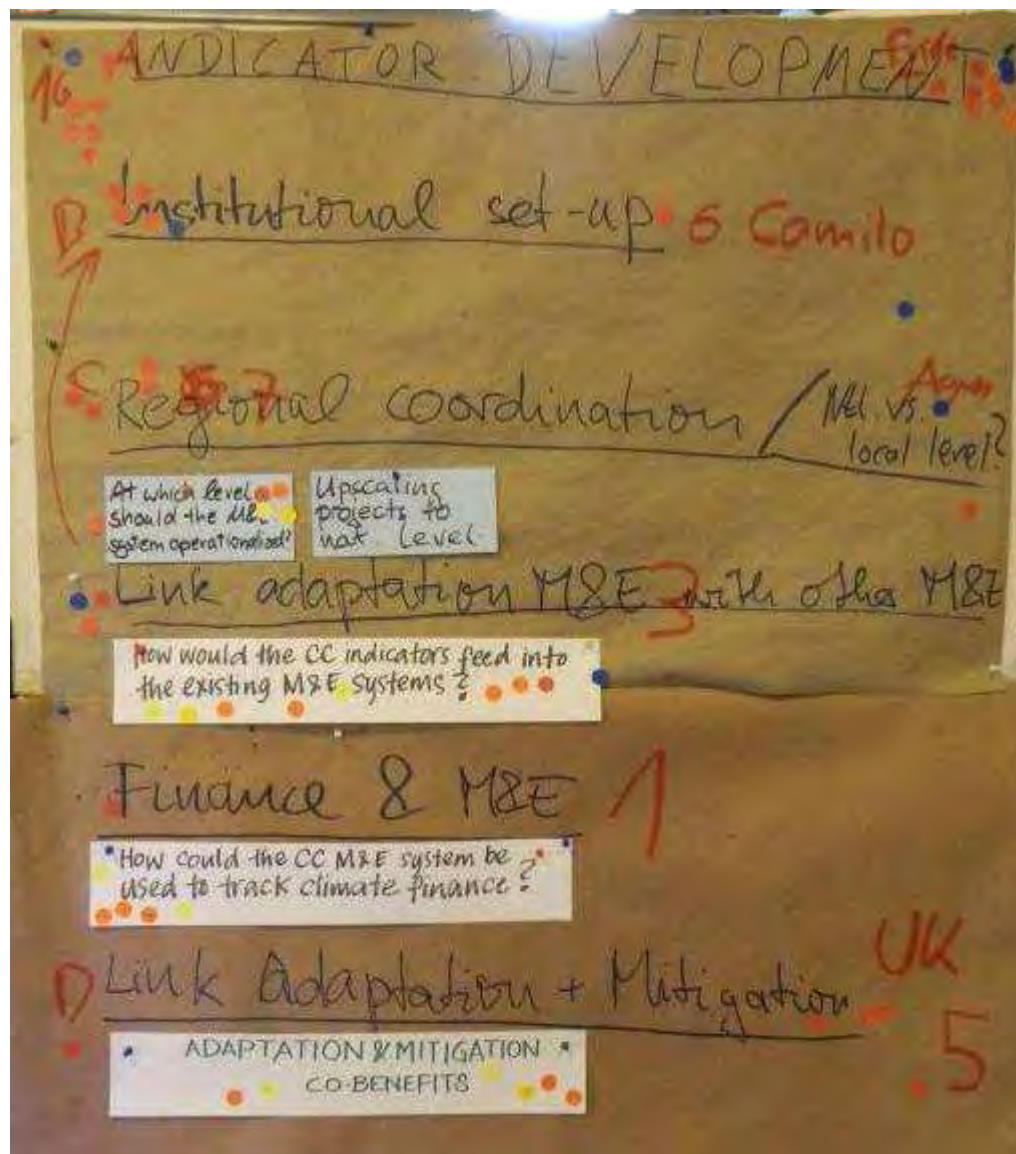 16
INDICATOR DEVELOPMENT
B
Institutional set-up 6 Camilo
C
7
Regional coordination / Ntl. vs.
local level?
At which level
should the M&E
system operationalised?
Upscaling
projects to
nat level
Link adaptation M&E with other M&E
3
How would the CC indicators feed into
the existing M&E systems?
Finance & M&E 1
How could the CC M&E system be
used to track climate finance?
UK
D Link Adaptation + Mitigation
5
ADAPTATION & MITIGATION
CO-BENEFITS